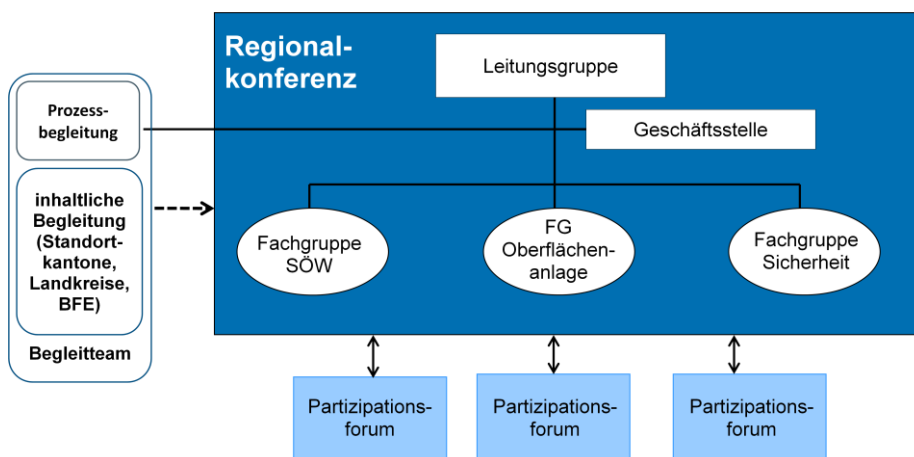 Regional-
konferenz
Leitungsgruppe
Geschäftsstelle
Prozess-
begleitung
inhaltliche
Begleitung
(Standort-
kantone,
Landkreise,
BFE)
Begleitteam
Fachgruppe
SÖW
FG
Oberflächen-
anlage
Fachgruppe
Sicherheit
Partizipations-
forum
Partizipations-
forum
Partizipations-
forum